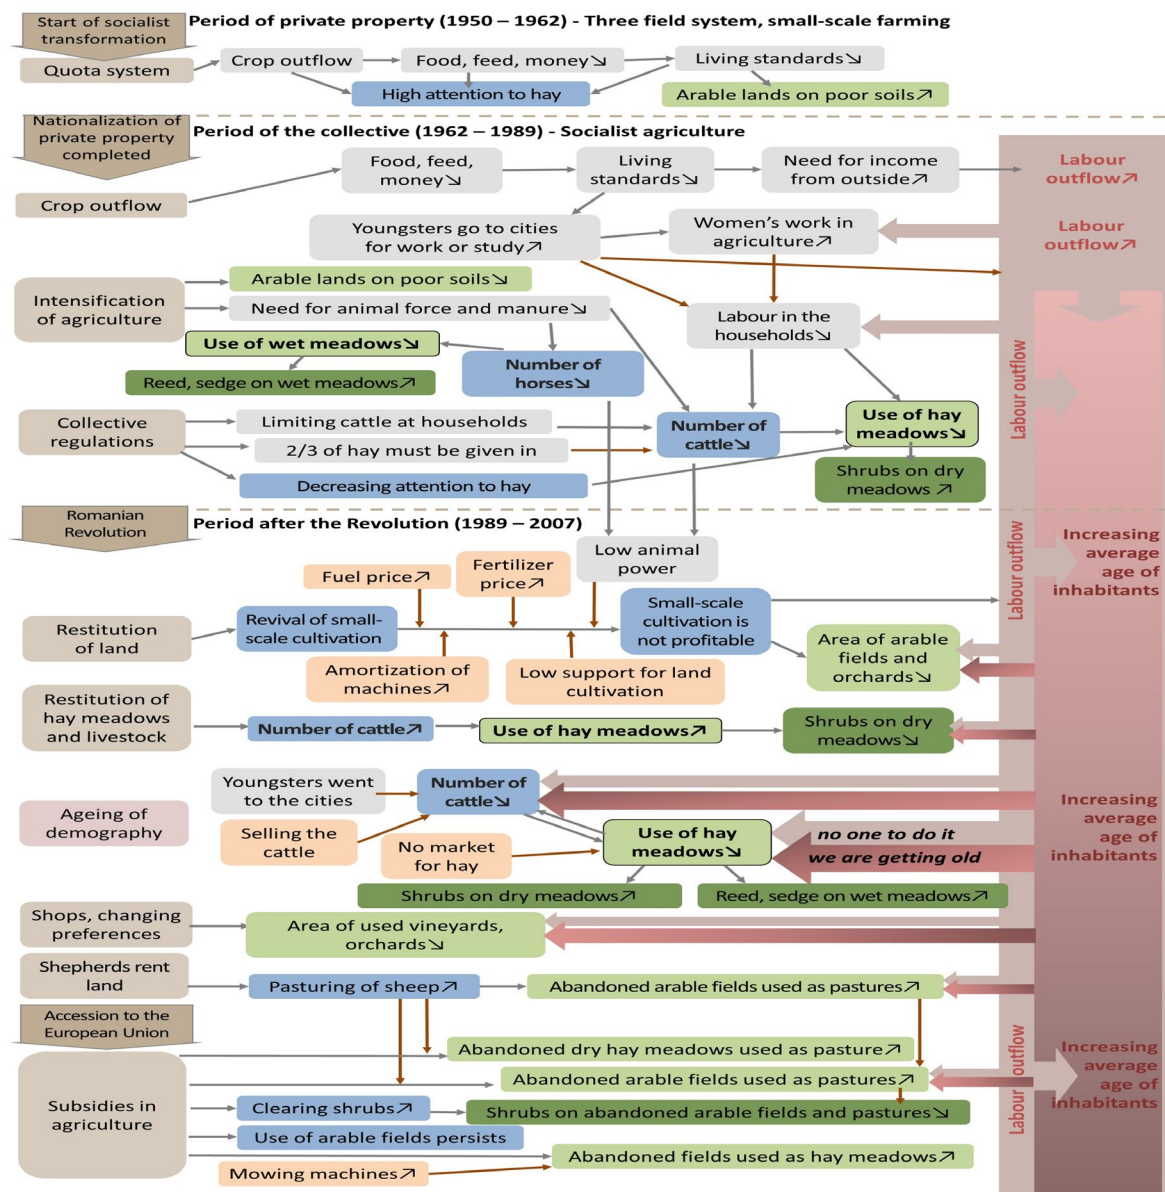 Start of socialist
transformation
Period of private property (1950 – 1962) - Three field system, small-scale farming
Quota system
Crop outflow
Food, feed, money↘
Living standards↘
High attention to hay
Arable lands on poor soils↗
Nationalization of
private property
completed
Period of the collective (1962 – 1989) - Socialist agriculture
Crop outflow
Food, feed,
money↘
Living
standards↘
Need for income
from outside↗
Labour
outflow↗
Youngsters go to cities
for work or study↗
Women's work in
agriculture↗
Labour
outflow↗
Intensification
of agriculture
Arable lands on poor soils↘
Need for animal force and manure↘
Labour in the
households↘
Use of wet meadows↘
Number of
horses↘
Reed, sedge on wet meadows↗
Labour outflow
Collective
regulations
Limiting cattle at households
2/3 of hay must be given in
Decreasing attention to hay
Number of
cattle↘
Use of hay
meadows↘
Shrubs on dry
meadows ↗
Romanian
Revolution
Period after the Revolution (1989 – 2007)
Low animal
power
Labour outflow
Increasing
average
age of
inhabitants
Fuel price↗
Fertilizer
price↗
Restitution
of land
Revival of small-
scale cultivation
Small-scale
cultivation is
not profitable
Amortization of
machines↗
Low support for land
cultivation
Area of arable
fields and
orchards↘
Restitution of
hay meadows
and livestock
Number of cattle↗
Use of hay meadows↗
Shrubs on dry
meadows↘
Ageing of
demography
Youngsters went
to the cities
Number of
cattle↘
Selling the
cattle
No market
for hay
Use of hay
meadows↘
no one to do it
we are getting old
Increasing
average
age of
inhabitants
Shrubs on dry meadows↗
Reed, sedge on wet meadows↗
Shops, changing
preferences
Area of used vineyards,
orchards↘
Shepherds rent
land
Pasturing of sheep↗
Abandoned arable fields used as pastures↗
Accession to the
European Union
Subsidies in
agriculture
Abandoned dry hay meadows used as pasture↗
Abandoned arable fields used as pastures↗
Clearing shrubs↗
Shrubs on abandoned arable fields and pastures↘
Use of arable fields persists
Abandoned fields used as hay meadows↗
Mowing machines↗
Labour outflow
Increasing
average
age of
inhabitants